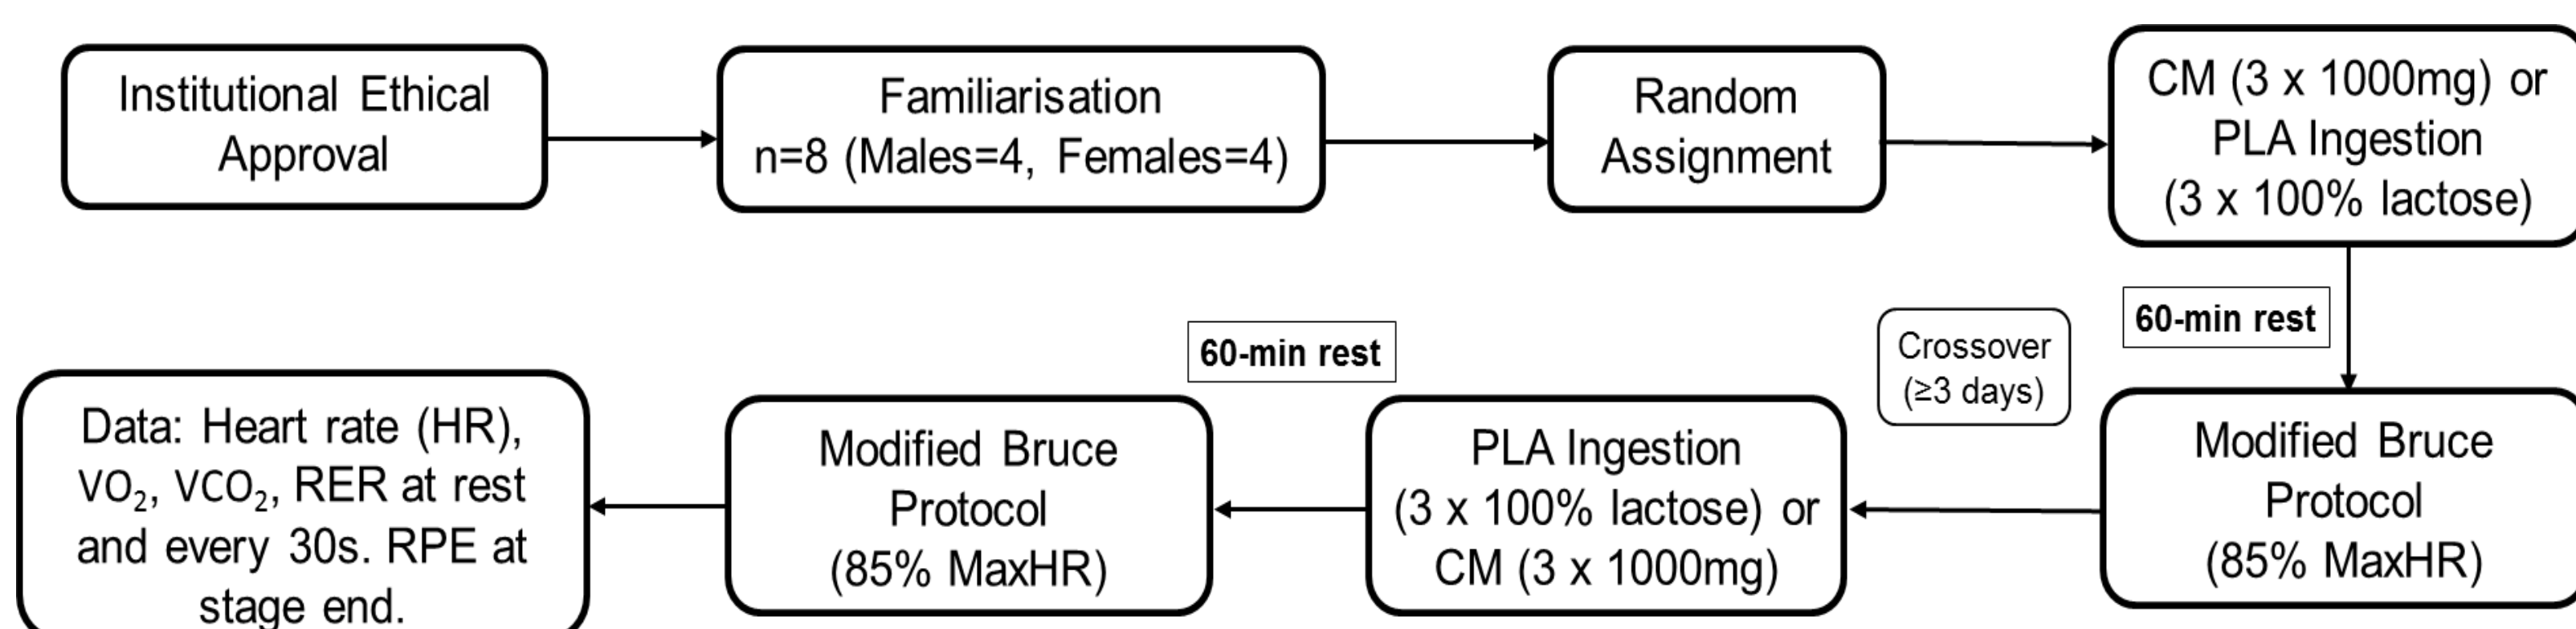 Institutional Ethical
Approval
Familiarisation
n=8 (Males=4, Females=4)
Random
Assignment
CM (3 x 1000mg) or
PLA Ingestion
(3 x 100% lactose)
60-min rest
Modified Bruce
Protocol
(85% MaxHR)
Crossover
(≥3 days)
PLA Ingestion
(3 x 100% lactose) or
CM (3 x 1000mg)
60-min rest
Modified Bruce
Protocol
(85% MaxHR)
Data: Heart rate (HR),
VO₂, VCO₂, RER at rest
and every 30s. RPE at
stage end.